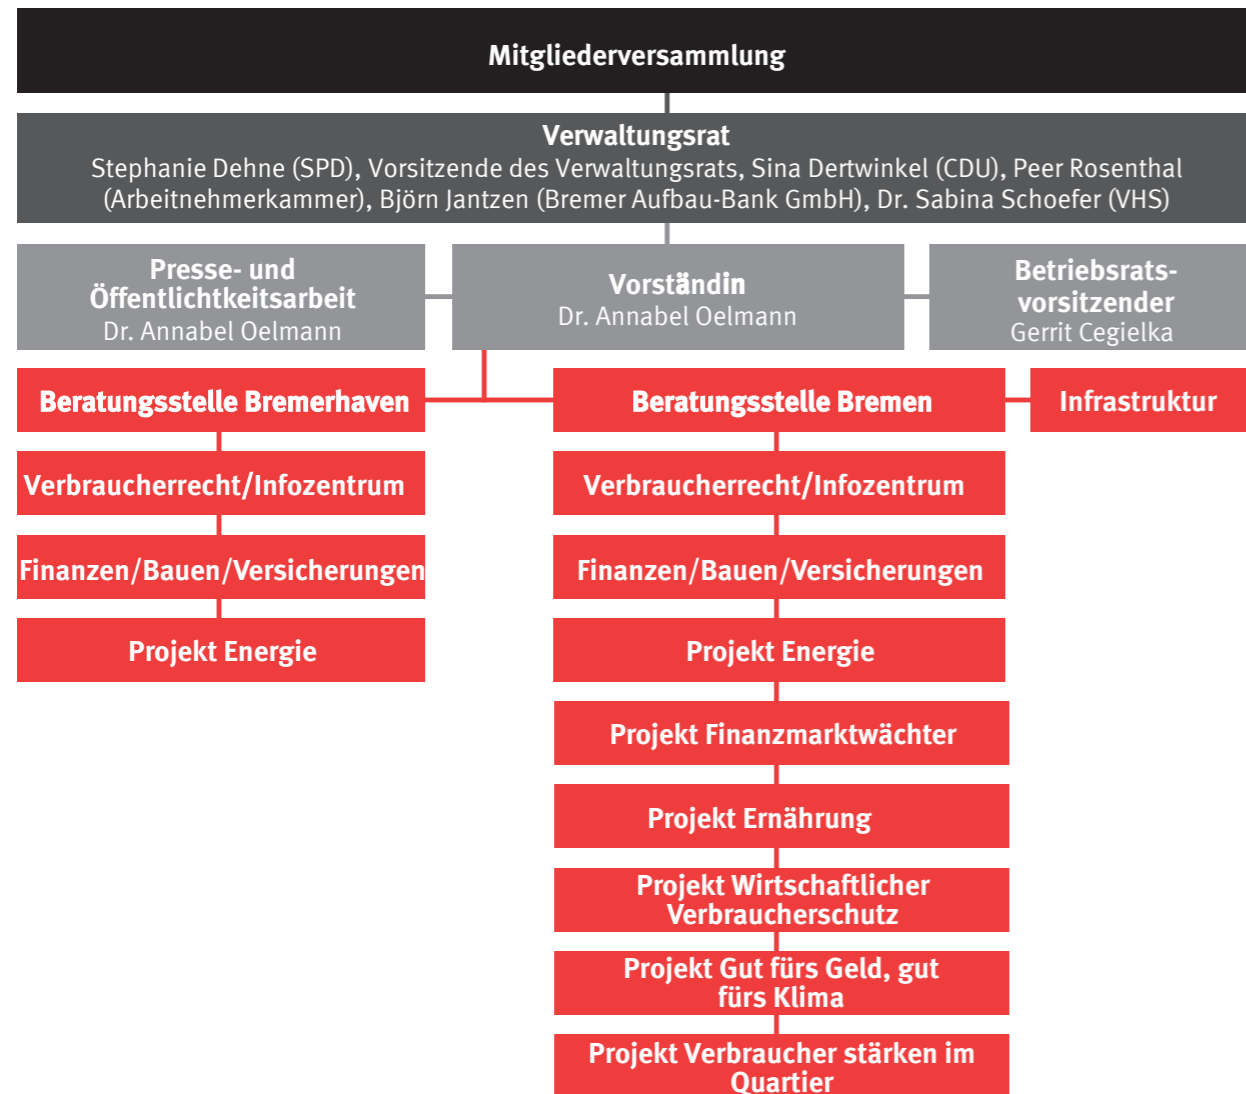 Mitgliederversammlung
Verwaltungsrat
Stephanie Dehne (SPD), Vorsitzende des Verwaltungsrats, Sina Dertwinkel (CDU), Peer Rosenthal
(Arbeitnehmerkammer), Björn Jantzen (Bremer Aufbau-Bank GmbH), Dr. Sabina Schoefer (VHS)
Presse- und
Öffentlichtkeitsarbeit
Dr. Annabel Oelmann
Vorständin
Dr. Annabel Oelmann
Betriebsrats-
vorsitzender
Gerrit Cegielka
Beratungsstelle Bremerhaven
Beratungsstelle Bremen
Infrastruktur
Verbraucherrecht/Infozentrum
Verbraucherrecht/Infozentrum
Finanzen/Bauen/Versicherungen
Finanzen/Bauen/Versicherungen
Projekt Energie
Projekt Energie
Projekt Finanzmarktwächter
Projekt Ernährung
Projekt Wirtschaftlicher
Verbraucherschutz
Projekt Gut fürs Geld, gut
fürs Klima
Projekt Verbraucher stärken im
Quartier